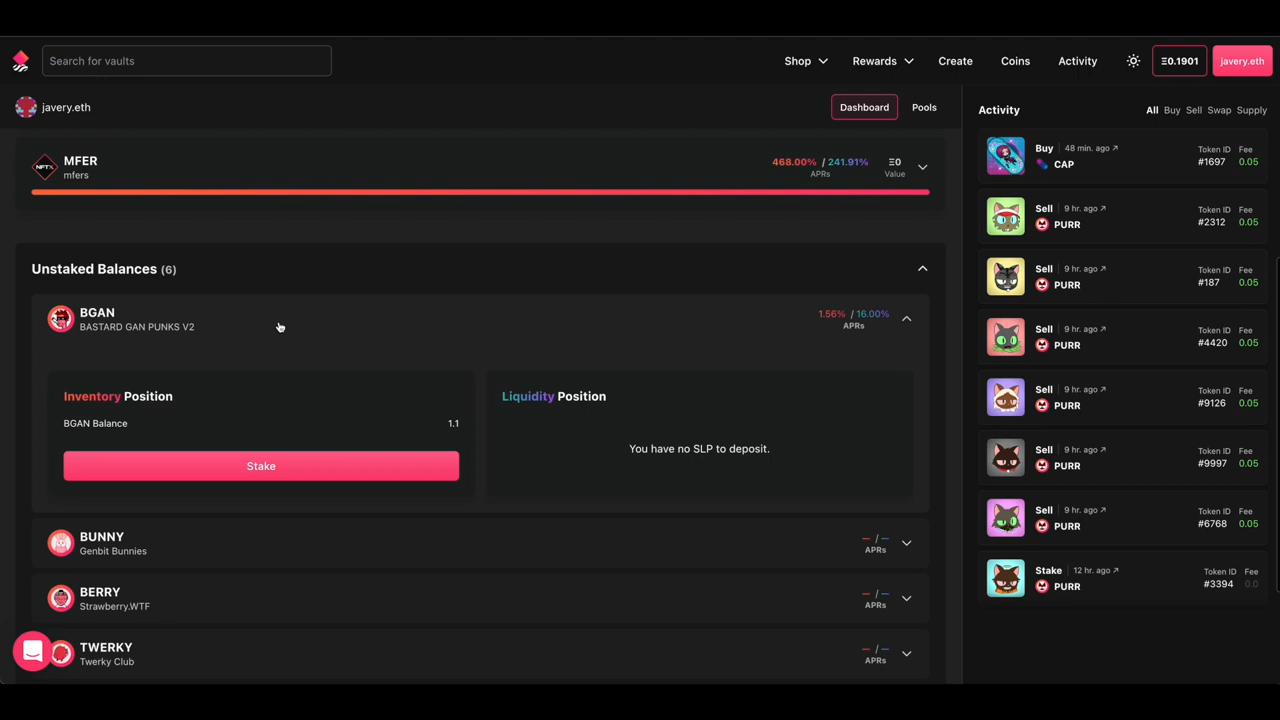 Search for vaults
Shop
Rewards
Create
Coins
Activity
Ξ0.1901
javery.eth
javery.eth
Dashboard
Pools
NFTX
MFER
mfers
468.00% / 241.91%
APRs
Ξ0
Value
Unstaked Balances (6)
BGAN
BASTARD GAN PUNKS V2
1.56% / 16.00%
APRs
Inventory Position
BGAN Balance
1.1
Stake
Liquidity Position
You have no SLP to deposit.
BUNNY
Genbit Bunnies
– / –
APRs
BERRY
Strawberry.WTF
– / –
APRs
TWERKY
Twerky Club
– / –
APRs
Activity
All Buy Sell Swap Supply
Buy 48 min. ago ↗
CAP
Token ID Fee
#1697 0.05
Sell 9 hr. ago ↗
PURR
Token ID Fee
#2312 0.05
Sell 9 hr. ago ↗
PURR
Token ID Fee
#187 0.05
Sell 9 hr. ago ↗
PURR
Token ID Fee
#4420 0.05
Sell 9 hr. ago ↗
PURR
Token ID Fee
#9126 0.05
Sell 9 hr. ago ↗
PURR
Token ID Fee
#9997 0.05
Sell 9 hr. ago ↗
PURR
Token ID Fee
#6768 0.05
Stake 12 hr. ago ↗
PURR
Token ID Fee
#3394 0.0